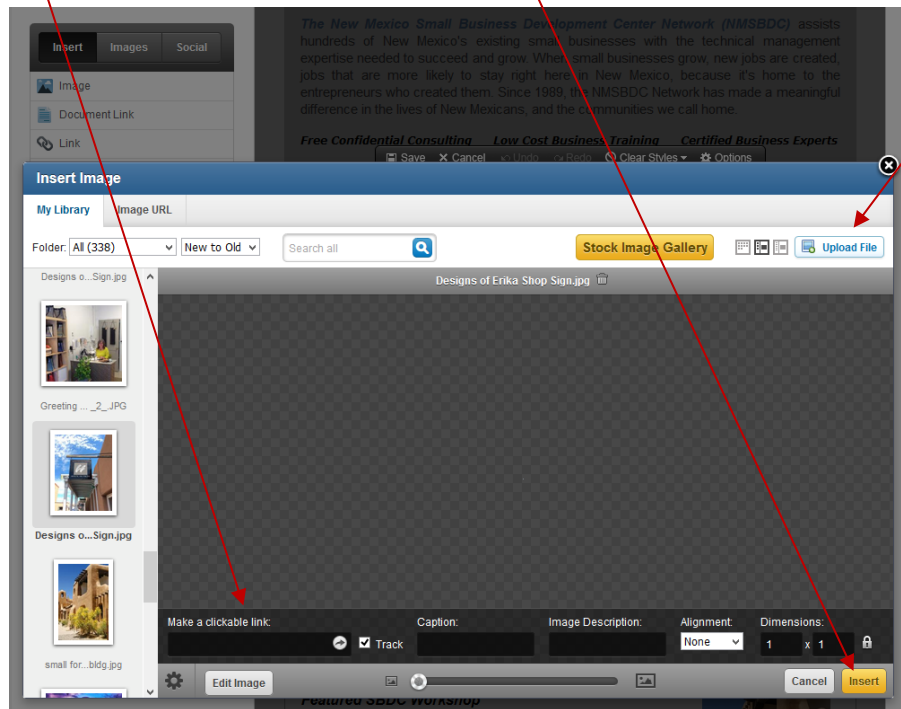 The New Mexico Small Business Development Center Network (NMSBDC) assists
hundreds of New Mexico's existing small businesses with the technical management
expertise needed to succeed and grow. When small businesses grow, new jobs are created,
jobs that are more likely to stay right here in New Mexico, because it's home to the
entrepreneurs who created them. Since 1989, the NMSBDC Network has made a meaningful
difference in the lives of New Mexicans, and the communities we call home.
Free Confidential Consulting Low Cost Business Training Certified Business Experts
Insert Images Social
Image
Document Link
Link
Save Cancel Undo Redo Clear Styles Options
Insert Image
My Library Image URL
Folder: All (338) New to Old Search all Stock Image Gallery Upload File
Designs o...Sign.jpg
Designs of Erika Shop Sign.jpg
Greeting ... _2_.JPG
Designs o...Sign.jpg
small for...bldg.jpg
Make a clickable link: Caption: Image Description: Alignment: Dimensions:
Track None 1 x 1
Edit Image Cancel Insert
Featured SBDC Workshop